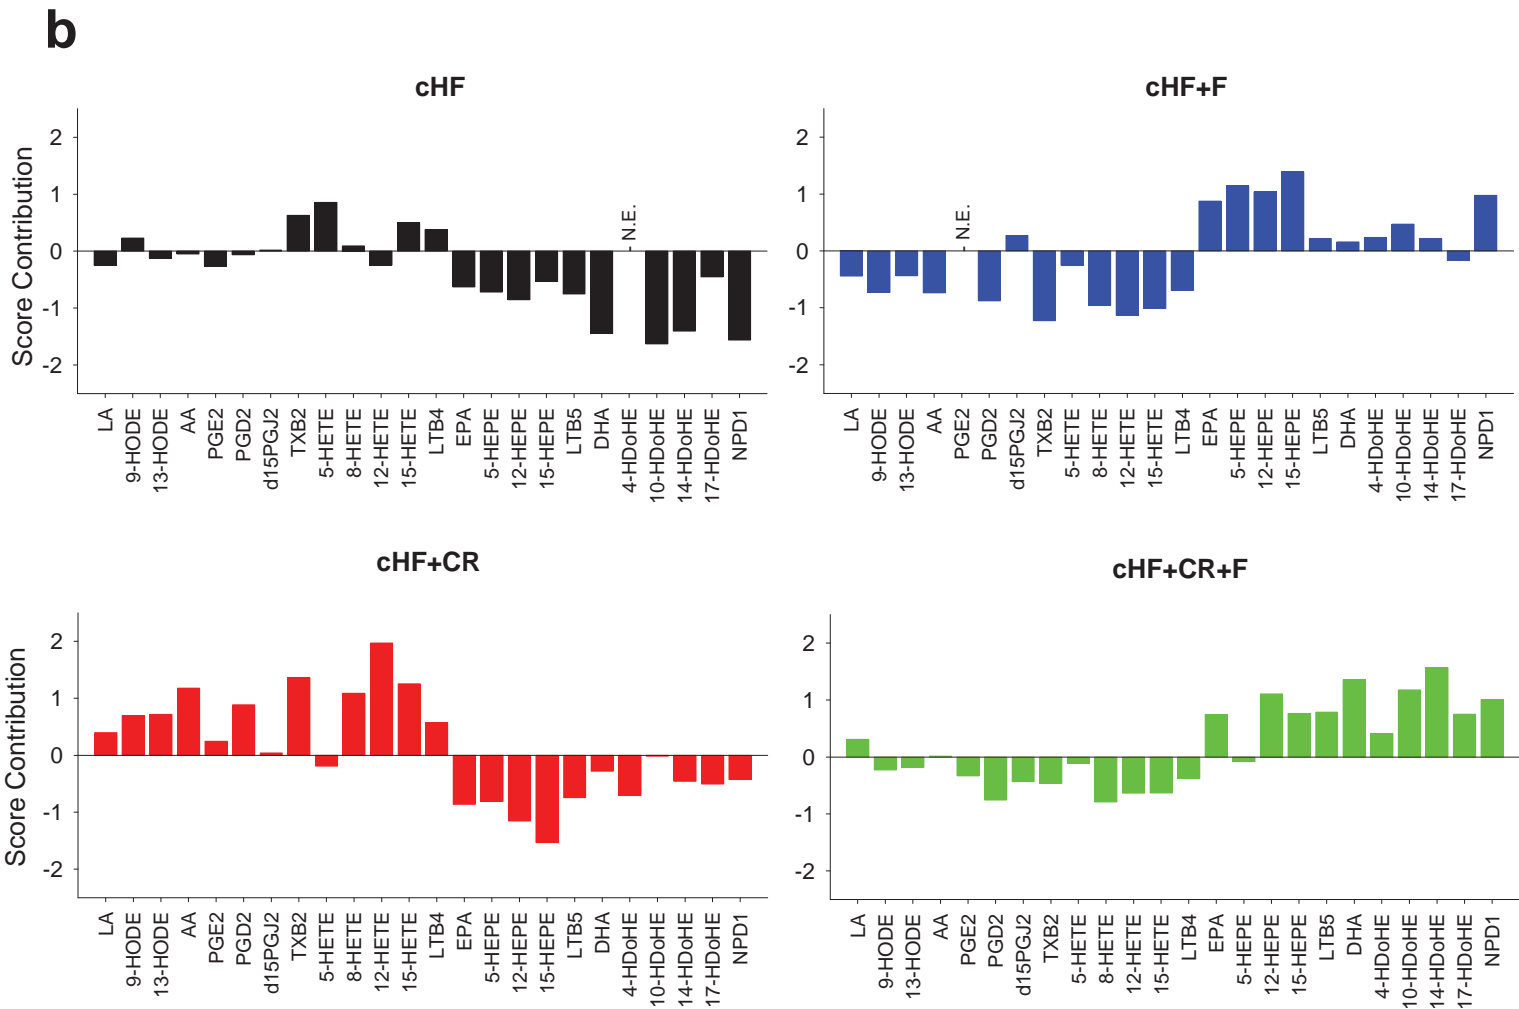 b
cHF
Score Contribution
2
1
0
-1
-2
N.E.
LA
9-HODE
13-HODE
AA
PGE2
PGD2
d15PGJ2
TXB2
5-HETE
8-HETE
12-HETE
15-HETE
LTB4
EPA
5-HEPE
12-HEPE
15-HEPE
LTB5
DHA
4-HDoHE
10-HDoHE
14-HDoHE
17-HDoHE
NPD1
cHF+F
2
1
0
-1
-2
N.E.
LA
9-HODE
13-HODE
AA
PGE2
PGD2
d15PGJ2
TXB2
5-HETE
8-HETE
12-HETE
15-HETE
LTB4
EPA
5-HEPE
12-HEPE
15-HEPE
LTB5
DHA
4-HDoHE
10-HDoHE
14-HDoHE
17-HDoHE
NPD1
cHF+CR
Score Contribution
2
1
0
-1
-2
LA
9-HODE
13-HODE
AA
PGE2
PGD2
d15PGJ2
TXB2
5-HETE
8-HETE
12-HETE
15-HETE
LTB4
EPA
5-HEPE
12-HEPE
15-HEPE
LTB5
DHA
4-HDoHE
10-HDoHE
14-HDoHE
17-HDoHE
NPD1
cHF+CR+F
2
1
0
-1
-2
LA
9-HODE
13-HODE
AA
PGE2
PGD2
d15PGJ2
TXB2
5-HETE
8-HETE
12-HETE
15-HETE
LTB4
EPA
5-HEPE
12-HEPE
15-HEPE
LTB5
DHA
4-HDoHE
10-HDoHE
14-HDoHE
17-HDoHE
NPD1